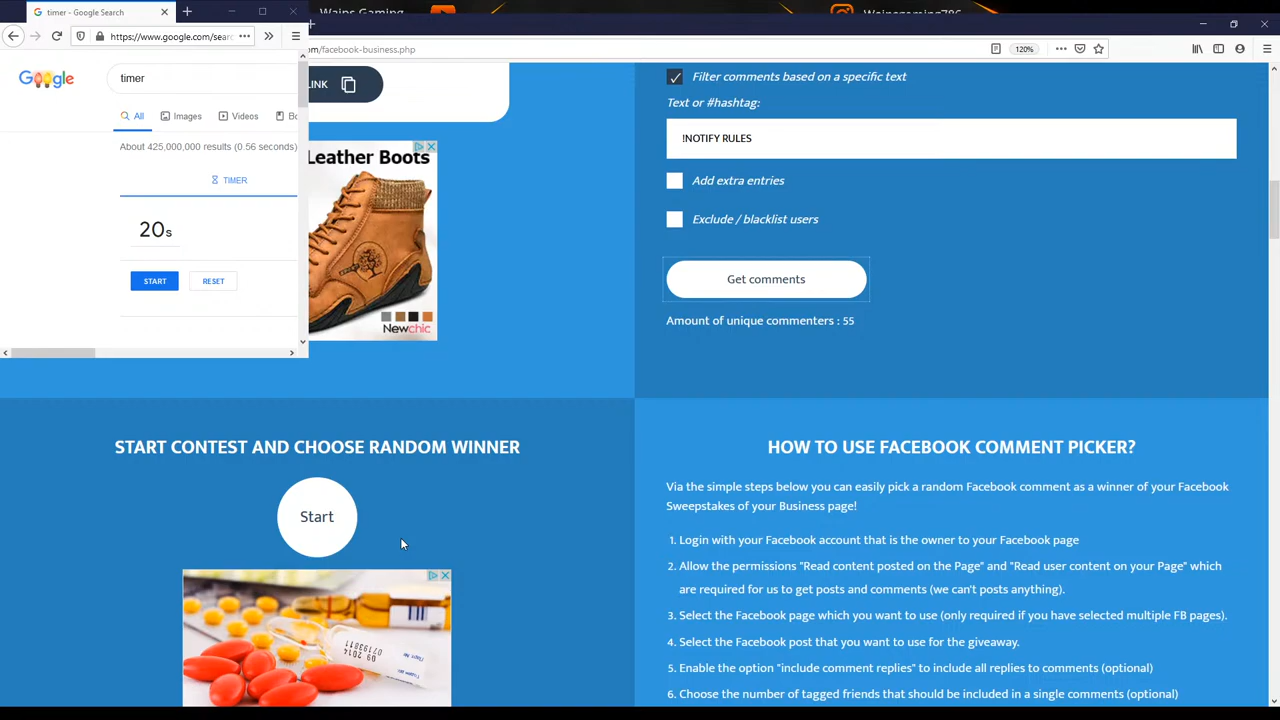 Waips Gaming
Waipsgaming786
timer - Google Search
https://www.google.com/sear
om/facebook-business.php
120%
Google
timer
All
Images
Videos
Bo
About 425,000,000 results (0.56 seconds)
TIMER
20s
START
RESET
LINK
Leather Boots
Newchic
Filter comments based on a specific text
Text or #hashtag:
!NOTIFY RULES
Add extra entries
Exclude / blacklist users
Get comments
Amount of unique commenters : 55
START CONTEST AND CHOOSE RANDOM WINNER
Start
09 2014
07193811
HOW TO USE FACEBOOK COMMENT PICKER?
Via the simple steps below you can easily pick a random Facebook comment as a winner of your Facebook
Sweepstakes of your Business page!
1. Login with your Facebook account that is the owner to your Facebook page
2. Allow the permissions "Read content posted on the Page" and "Read user content on your Page" which
are required for us to get posts and comments (we can't posts anything).
3. Select the Facebook page which you want to use (only required if you have selected multiple FB pages).
4. Select the Facebook post that you want to use for the giveaway.
5. Enable the option "include comment replies" to include all replies to comments (optional)
6. Choose the number of tagged friends that should be included in a single comments (optional)